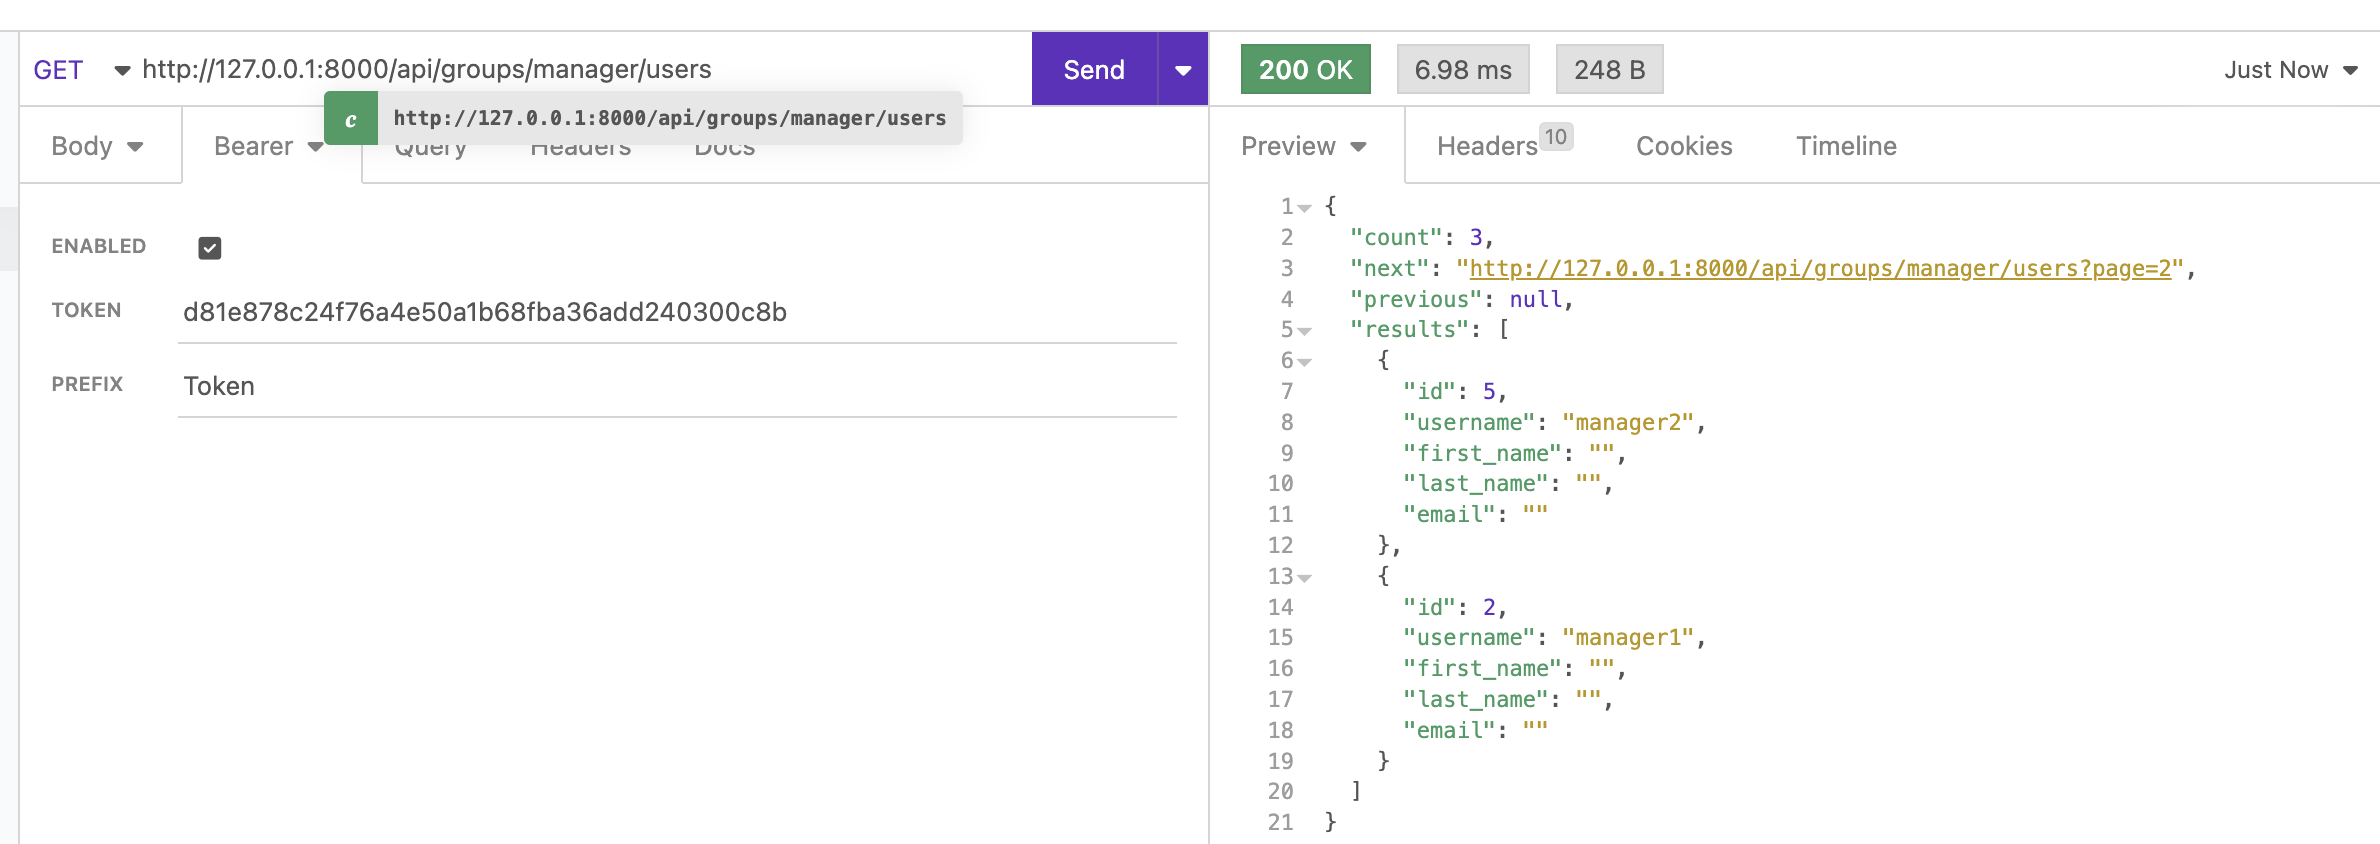 GET http://127.0.0.1:8000/api/groups/manager/users Send 200 OK 6.98 ms 248 B Just Now
c http://127.0.0.1:8000/api/groups/manager/users
Body Bearer Query Headers Docs Preview Headers 10 Cookies Timeline
ENABLED
TOKEN d81e878c24f76a4e50a1b68fba36add240300c8b
PREFIX Token
1 {
2 "count": 3,
3 "next": "http://127.0.0.1:8000/api/groups/manager/users?page=2",
4 "previous": null,
5 "results": [
6 {
7 "id": 5,
8 "username": "manager2",
9 "first_name": "",
10 "last_name": "",
11 "email": ""
12 },
13 {
14 "id": 2,
15 "username": "manager1",
16 "first_name": "",
17 "last_name": "",
18 "email": ""
19 }
20 ]
21 }